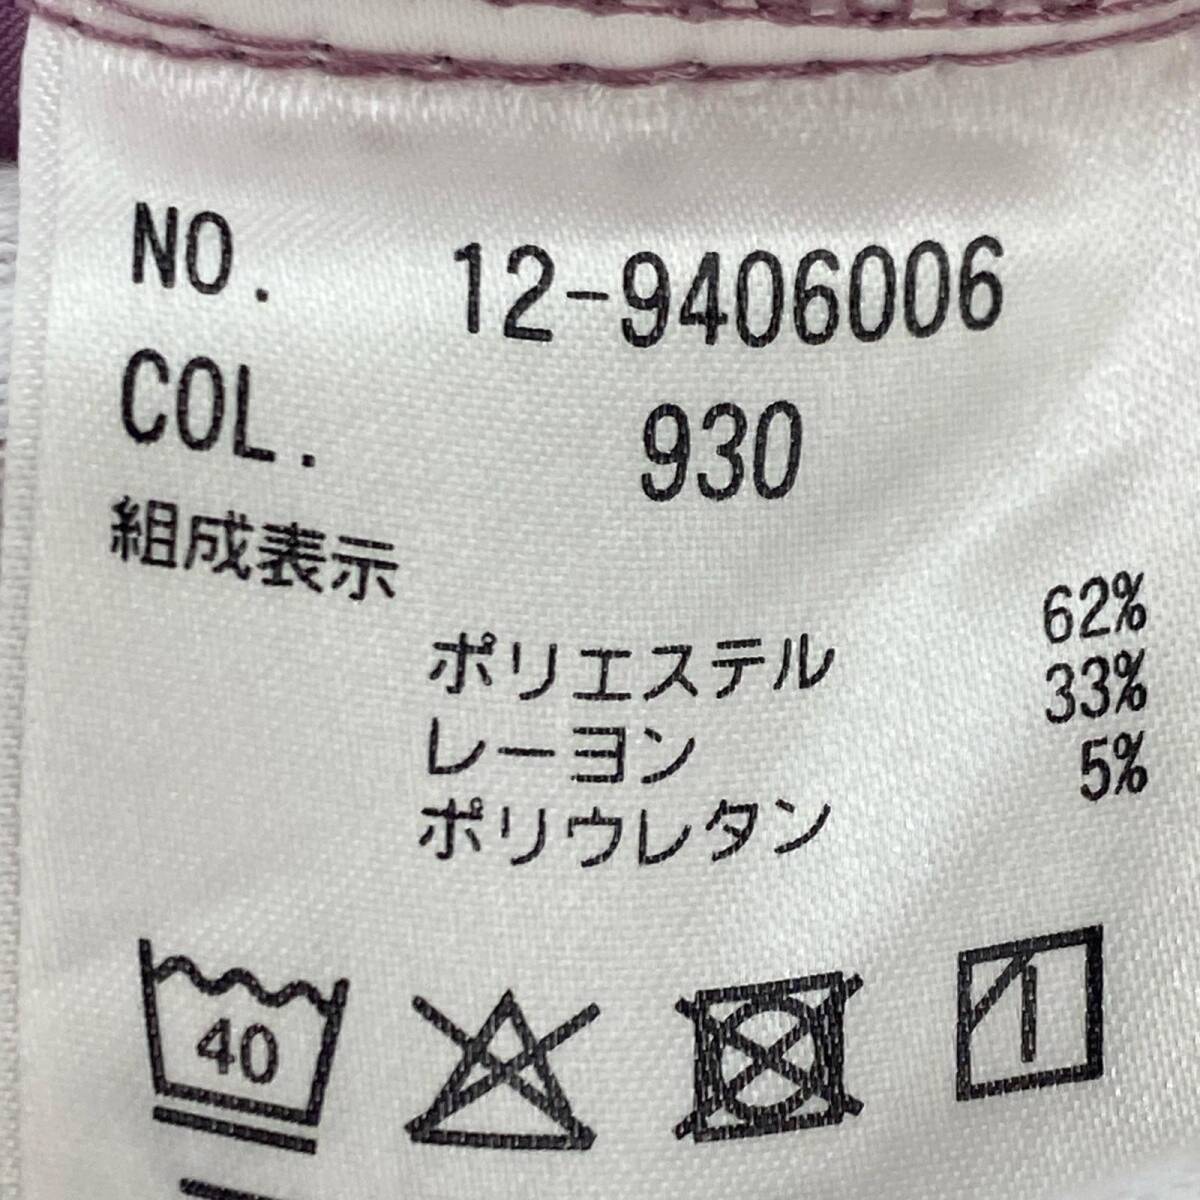 NO. 12-9406006
COL. 930
組成表示
ポリエステル 62%
レーヨン 33%
ポリウレタン 5%
40